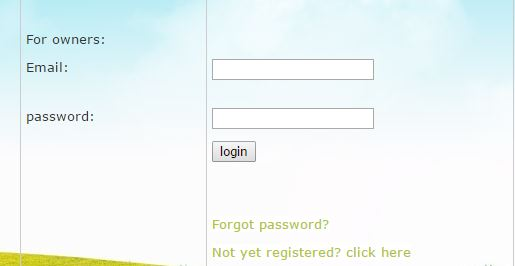 For owners:
Email:
password:
login
Forgot password?
Not yet registered? click here